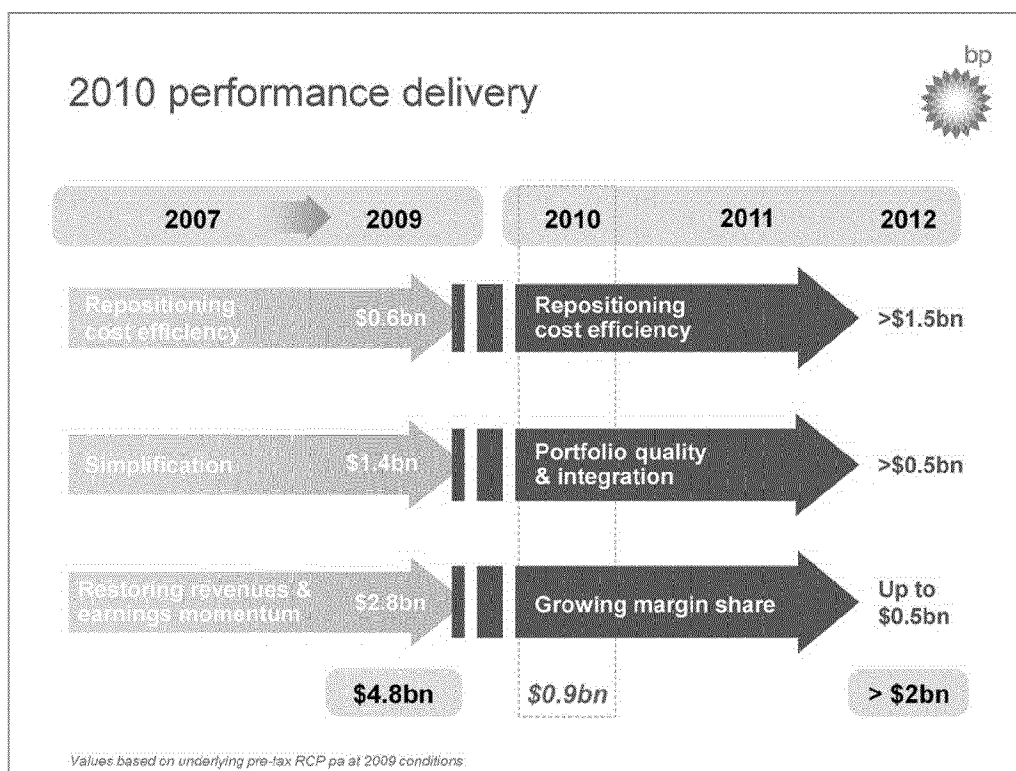 bp
2010 performance delivery
2007 2009 2010 2011 2012
Repositioning
cost efficiency
$0.6bn
Repositioning
cost efficiency
>$1.5bn
Simplification
$1.4bn
Portfolio quality
& integration
>$0.5bn
Restoring revenues &
earnings momentum
$2.8bn
Growing margin share
Up to
$0.5bn
$4.8bn $0.9bn > $2bn
Values based on underlying pre-tax RCP pa at 2009 conditions